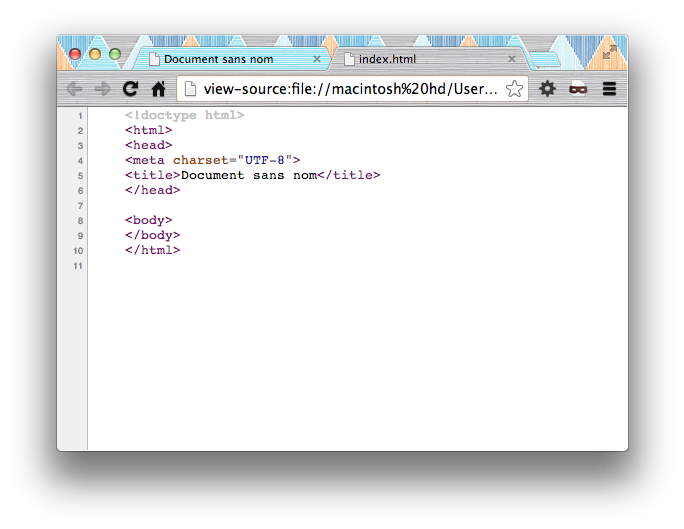 Document sans nom
index.html
view-source:file://macintosh%20hd/User...
1 <!doctype html>
2 <html>
3 <head>
4 <meta charset="UTF-8">
5 <title>Document sans nom</title>
6 </head>
7
8 <body>
9 </body>
10 </html>
11